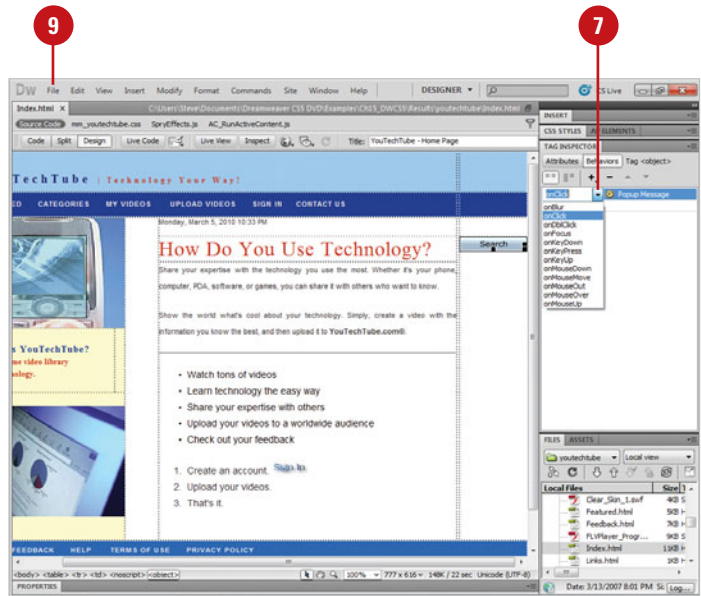 9
7
DW File Edit View Insert Modify Format Commands Site Window Help DESIGNER CS Live
Index.html × C:\Users\Steve\Documents\Dreamweaver CS5 DVD\Examples\Ch15_DWCS5\Results\youtechtube\Index.html
Source Code mm_youtechtube.css SpryEffects.js AC_RunActiveContent.js
Code Split Design Live Code Live View Inspect Title: YouTechTube - Home Page
TechTube | Technology Your Way!
ED CATEGORIES MY VIDEOS UPLOAD VIDEOS SIGN IN CONTACT US
Monday, March 5, 2010 10:33 PM
How Do You Use Technology?
Search
Share your expertise with the technology you use the most. Whether it's your phone,
computer, PDA, software, or games, you can share it with others who want to know.
Show the world what's cool about your technology. Simply, create a video with the
information you know the best, and then upload it to YouTechTube.com®.
s YouTechTube?
me video library
nology.
• Watch tons of videos
• Learn technology the easy way
• Share your expertise with others
• Upload your videos to a worldwide audience
• Check out your feedback
1. Create an account. Sign In
2. Upload your videos.
3. That's it.
FEEDBACK HELP TERMS OF USE PRIVACY POLICY
<body> <table> <tr> <td> <noscript> <object> 100% 777 x 616 148K / 22 sec Unicode (UTF-8)
PROPERTIES
INSERT
CSS STYLES AP ELEMENTS
TAG INSPECTOR
Attributes Behaviors Tag <object>
onClick Popup Message
onBlur
onClick
onDblClick
onFocus
onKeyDown
onKeyPress
onKeyUp
onMouseDown
onMouseMove
onMouseOut
onMouseOver
onMouseUp
FILES ASSETS
youtechtube Local view
Local Files Size
Clear_Skin_1.swf 4KB S
Featured.html 5KB H
Feedback.html 7KB H
FLVPlayer_Progr... 9KB S
Index.html 11KB H
Links.html 1KB H
Date: 3/13/2007 8:01 PM Log...